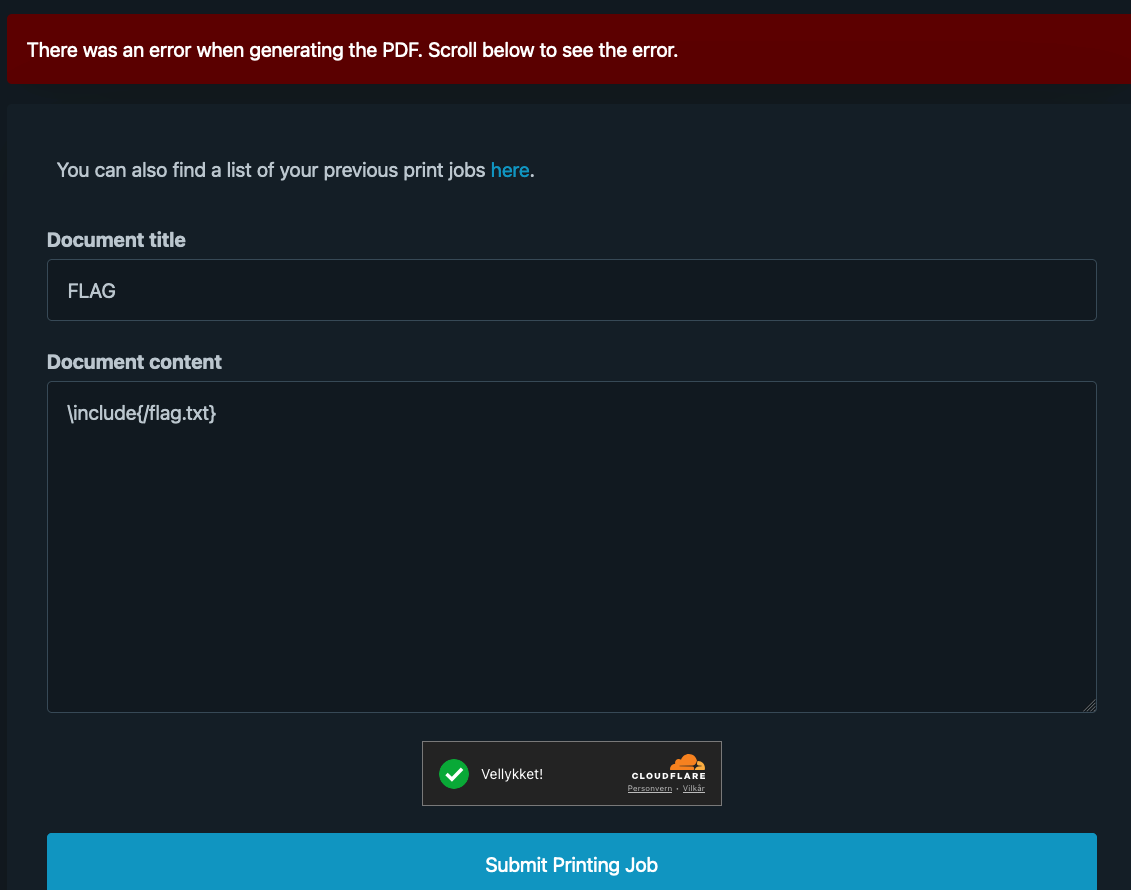 There was an error when generating the PDF. Scroll below to see the error.
You can also find a list of your previous print jobs here.
Document title
FLAG
Document content
\include{/flag.txt}
Vellykket!
CLOUDFLARE
Personvern • Vilkår
Submit Printing Job